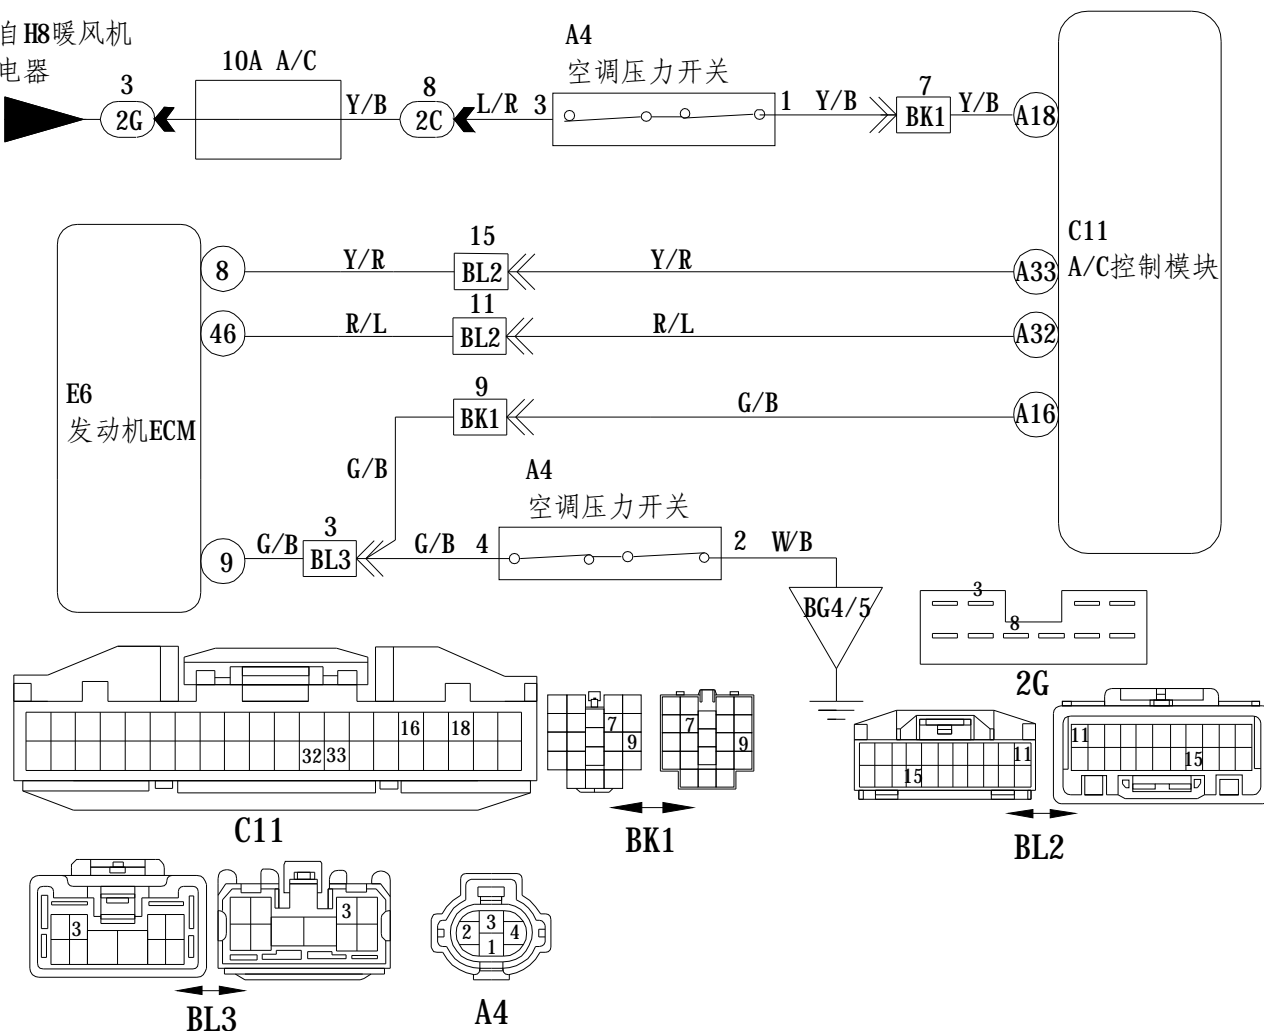 自H8暖风机
电器
10A A/C
3
2G
Y/B
8
2C
L/R
A4
空调压力开关
3
1
Y/B
7
BK1
Y/B
A18
C11
A/C控制模块
8
Y/R
15
BL2
Y/R
A33
46
R/L
11
BL2
R/L
A32
E6
发动机ECM
9
BK1
G/B
A16
G/B
A4
空调压力开关
9
G/B
3
BL3
G/B
4
2
W/B
BG4/5
3
8
2G
16
18
32
33
C11
7
9
7
9
BK1
11
15
11
15
BL2
3
3
BL3
2
3
4
1
A4